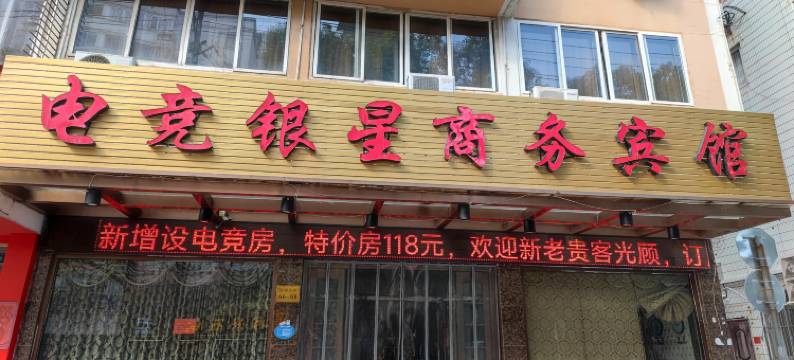 电竞银星商务宾馆
新增设电竞房，特价房118元，欢迎新老贵客光顾，订